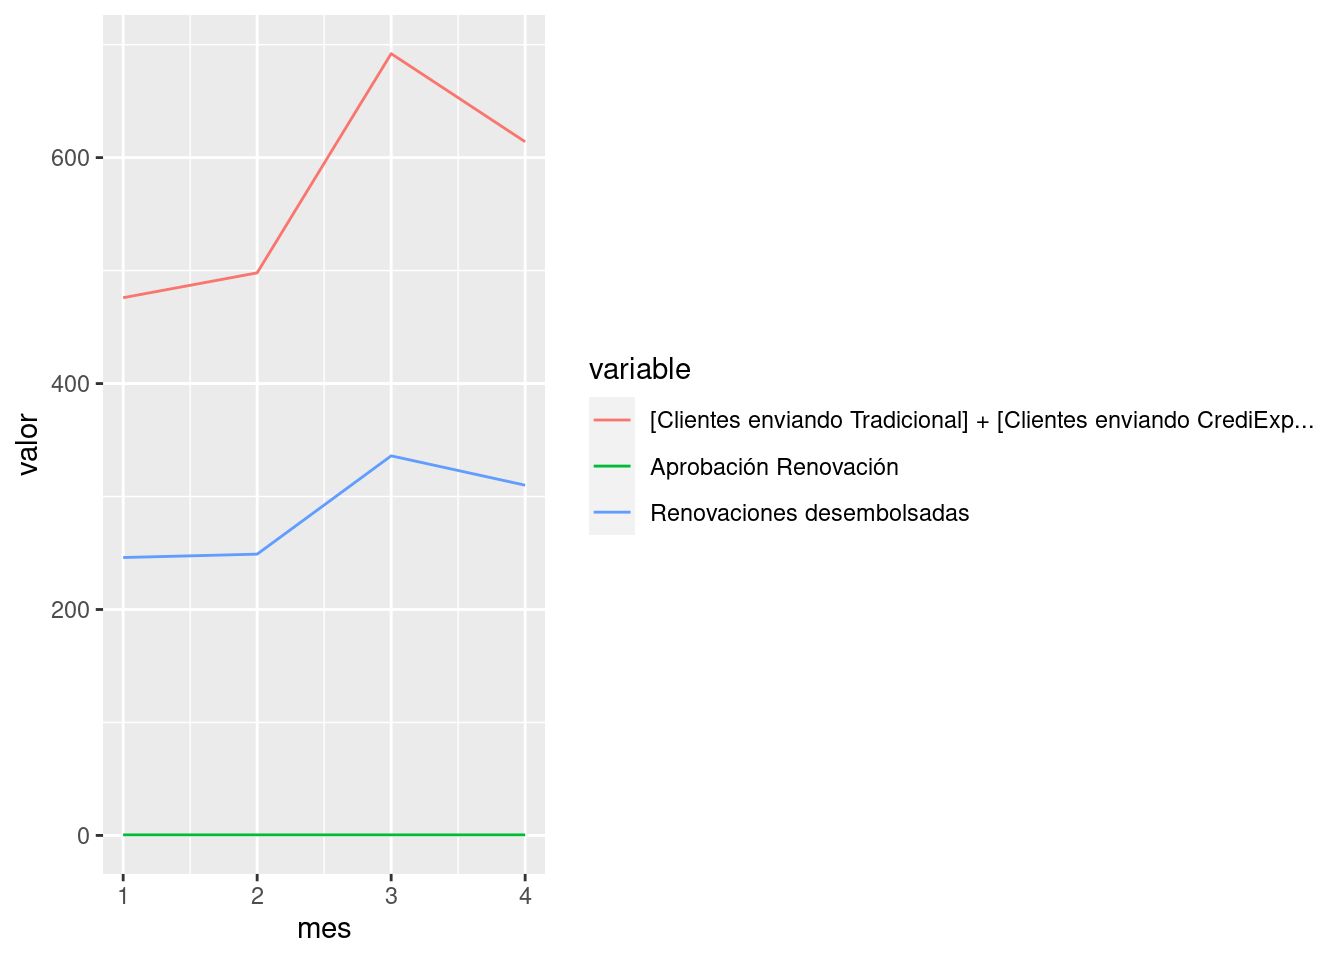 valor
600
400
200
0
1 2 3 4
mes
variable
[Clientes enviando Tradicional] + [Clientes enviando CrediExp...
Aprobación Renovación
Renovaciones desembolsadas